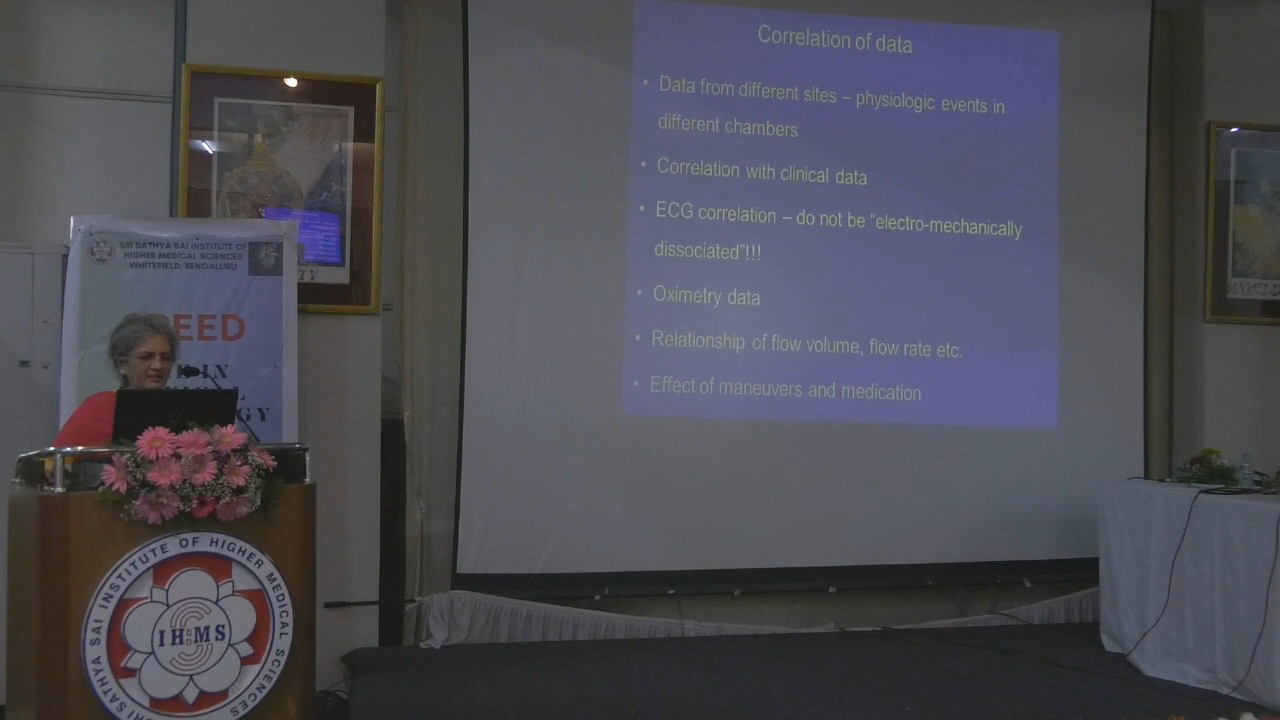 Correlation of data
• Data from different sites – physiologic events in
different chambers
• Correlation with clinical data
• ECG correlation – do not be “electro-mechanically
dissociated”!!!
• Oximetry data
• Relationship of flow volume, flow rate etc.
• Effect of maneuvers and medication
SRI SATHYA SAI INSTITUTE OF
HIGHER MEDICAL SCIENCES
WHITEFIELD, BENGALURU
EED
IN
L
GY
SRI SATHYA SAI INSTITUTE OF HIGHER MEDICAL SCIENCES
IHMS